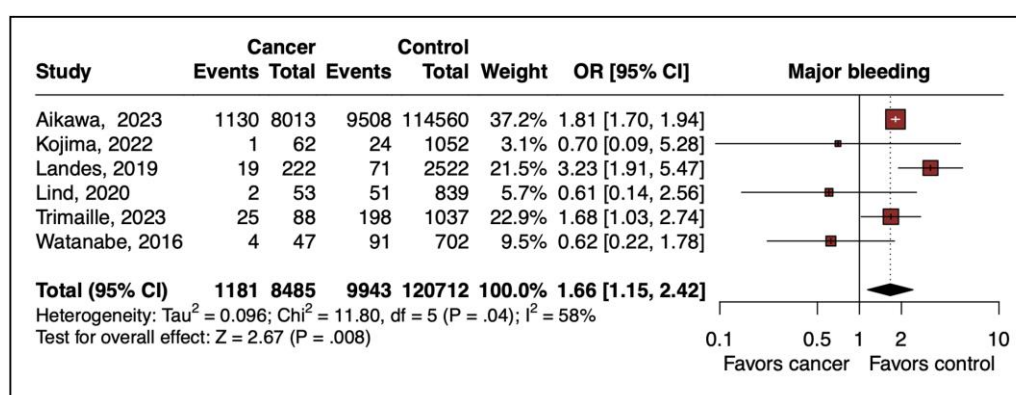 Cancer Control
Study Events Total Events Total Weight OR [95% CI] Major bleeding
Aikawa, 2023 1130 8013 9508 114560 37.2% 1.81 [1.70, 1.94]
Kojima, 2022 1 62 24 1052 3.1% 0.70 [0.09, 5.28]
Landes, 2019 19 222 71 2522 21.5% 3.23 [1.91, 5.47]
Lind, 2020 2 53 51 839 5.7% 0.61 [0.14, 2.56]
Trimaille, 2023 25 88 198 1037 22.9% 1.68 [1.03, 2.74]
Watanabe, 2016 4 47 91 702 9.5% 0.62 [0.22, 1.78]
Total (95% CI) 1181 8485 9943 120712 100.0% 1.66 [1.15, 2.42]
Heterogeneity: Tau² = 0.096; Chi² = 11.80, df = 5 (P = .04); I² = 58%
Test for overall effect: Z = 2.67 (P = .008)
0.1 0.5 1 2 10
Favors cancer Favors control